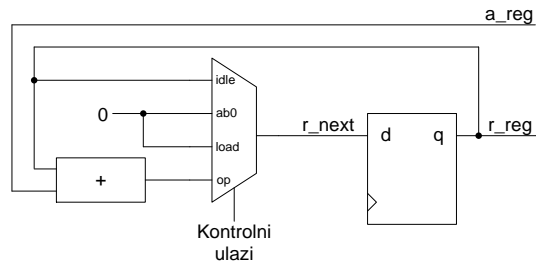 a_reg
idle
0
ab0
r_next
d
q
r_reg
load
+
op
Kontrolni
ulazi